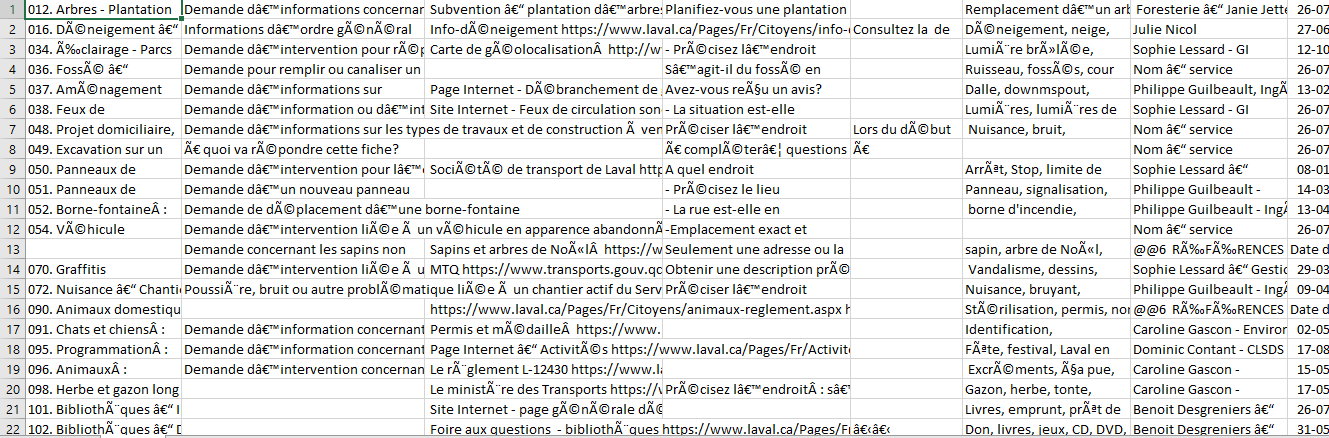 1 012. Arbres - Plantation Demande dâ€™informations concernan Subvention â€“ plantation dâ€™arbres Planifiez-vous une plantation Remplacement dâ€™un arb Foresterie â€“ Janie Jette 26-07
2 016. DÃ©neigement â€“ Informations dâ€™ordre gÃ©nÃ©ral Info-dÃ©neigement https://www.laval.ca/Pages/Fr/Citoyens/info- Consultez la de DÃ©neigement, neige, Julie Nicol 27-06
3 034. Ã‰clairage - Parcs Demande dâ€™intervention pour rÃ©p Carte de gÃ©olocalisationÂ http://w - PrÃ©cisez lâ€™endroit LumiÃ¨re brÃ»lÃ©e, Sophie Lessard - GI 12-10
4 036. FossÃ© â€“ Demande pour remplir ou canaliser un Sâ€™agit-il du fossÃ© en Ruisseau, fossÃ©s, cour Nom â€“ service 26-07
5 037. AmÃ©nagement Demande dâ€™informations sur Page Internet - DÃ©branchement de Avez-vous reÃ§u un avis? Dalle, downmspout, Philippe Guilbeault, IngÃ 13-02
6 038. Feux de Demande dâ€™information ou dâ€™int Site Internet - Feux de circulation son - La situation est-elle LumiÃ¨res, lumiÃ¨res de Sophie Lessard - GI 26-07
7 048. Projet domiciliaire, Demande dâ€™informations sur les types de travaux et de construction Ã  ven PrÃ©ciser lâ€™endroit Lors du dÃ©but Nuisance, bruit, Nom â€“ service 26-07
8 049. Excavation sur un Ã€ quoi va rÃ©pondre cette fiche? Ã€ complÃ©terâ€¦ questions Ã€ Nom â€“ service 26-07
9 050. Panneaux de Demande dâ€™intervention pour lâ€™ SociÃ©tÃ© de transport de Laval http A quel endroit ArrÃªt, Stop, limite de Sophie Lessard â€“ 08-01
10 051. Panneaux de Demande dâ€™un nouveau panneau - PrÃ©cisez le lieu Panneau, signalisation, Philippe Guilbeault - 14-03
11 052. Borne-fontaineÂ : Demande de dÃ©placement dâ€™une borne-fontaine - La rue est-elle en borne d'incendie, Philippe Guilbeault - IngÃ 13-04
12 054. VÃ©hicule Demande dâ€™intervention liÃ©e Ã  un vÃ©hicule en apparence abandonnÃ -Emplacement exact et Nom â€“ service 26-07
13 Demande concernant les sapins non Sapins et arbres de NoÃ«lÂ https://w Seulement une adresse ou la sapin, arbre de NoÃ«l, @@6 RÃ‰FÃ‰RENCES Date d
14 070. Graffitis Demande dâ€™intervention liÃ©e Ã  u MTQ https://www.transports.gouv.qc Obtenir une description prÃ© Vandalisme, dessins, Sophie Lessard â€“ Gestic 29-03
15 072. Nuisance â€“ Chanti PoussiÃ¨re, bruit ou autre problÃ©matique liÃ©e Ã  un chantier actif du Serv PrÃ©cisez lâ€™endroit Nuisance, bruyant, Philippe Guilbeault - IngÃ 09-04
16 090. Animaux domestiqu https://www.laval.ca/Pages/Fr/Citoyens/animaux-reglement.aspx h StÃ©rilisation, permis, nor @@6 RÃ‰FÃ‰RENCES Date d
17 091. Chats et chiensÂ : Demande dâ€™information concernant Permis et mÃ©dailleÂ https://www. Identification, Caroline Gascon - Environ 02-05
18 095. ProgrammationÂ : Demande dâ€™information concernant Page Internet â€“ ActivitÃ©s https://www.laval.ca/Pages/Fr/Activit FÃªte, festival, Laval en Dominic Contant - CLSDS 17-08
19 096. AnimauxÂ : Demande dâ€™information concernant Le rÃ¨glement L-12430 https://www.la ExcrÃ©ments, Ã§a pue, Caroline Gascon - 15-05
20 098. Herbe et gazon long Le ministÃ¨re des Transports https://w PrÃ©cisez lâ€™endroitÂ : sâ€™ Gazon, herbe, tonte, Caroline Gascon - 17-05
21 101. BibliothÃ¨ques â€“ I Site Internet - page gÃ©nÃ©rale dÃ© Livres, emprunt, prÃªt de Benoit Desgreniers â€“ 26-07
22 102. BibliothÃ¨ques â€“ D Foire aux questions - bibliothÃ¨ques https://www.laval.ca/Pages/Fr â€‹â€‹ Don, livres, jeux, CD, DVD, Benoit Desgreniers â€“ 31-05